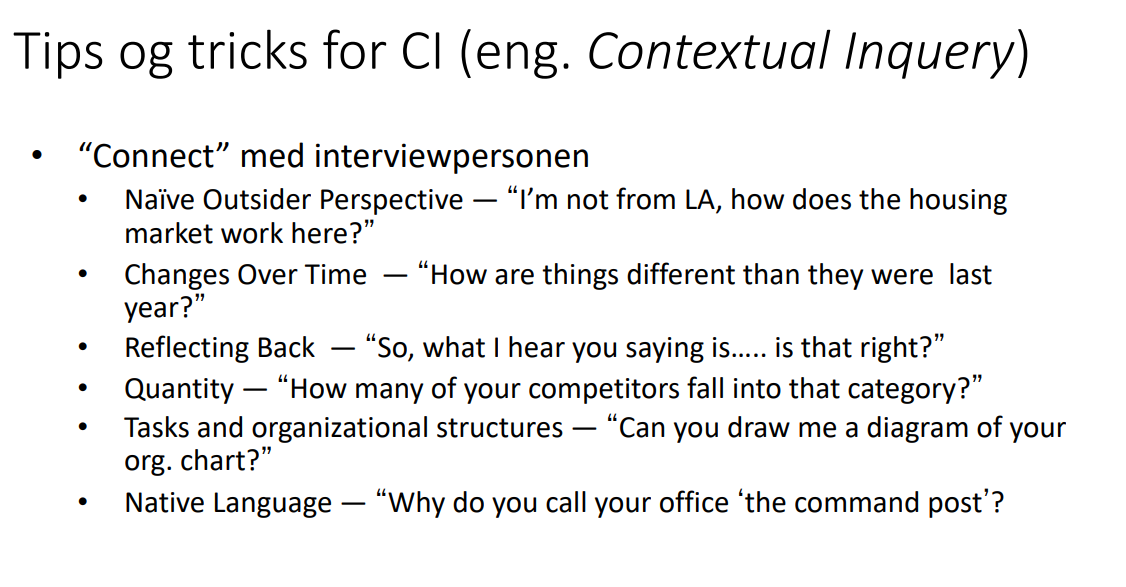 Tips og tricks for CI (eng. Contextual Inquery)
• “Connect” med interviewpersonen
• Naïve Outsider Perspective — “I’m not from LA, how does the housing
market work here?”
• Changes Over Time — “How are things different than they were last
year?”
• Reflecting Back — “So, what I hear you saying is..... is that right?”
• Quantity — “How many of your competitors fall into that category?”
• Tasks and organizational structures — “Can you draw me a diagram of your
org. chart?”
• Native Language — “Why do you call your office ‘the command post’?